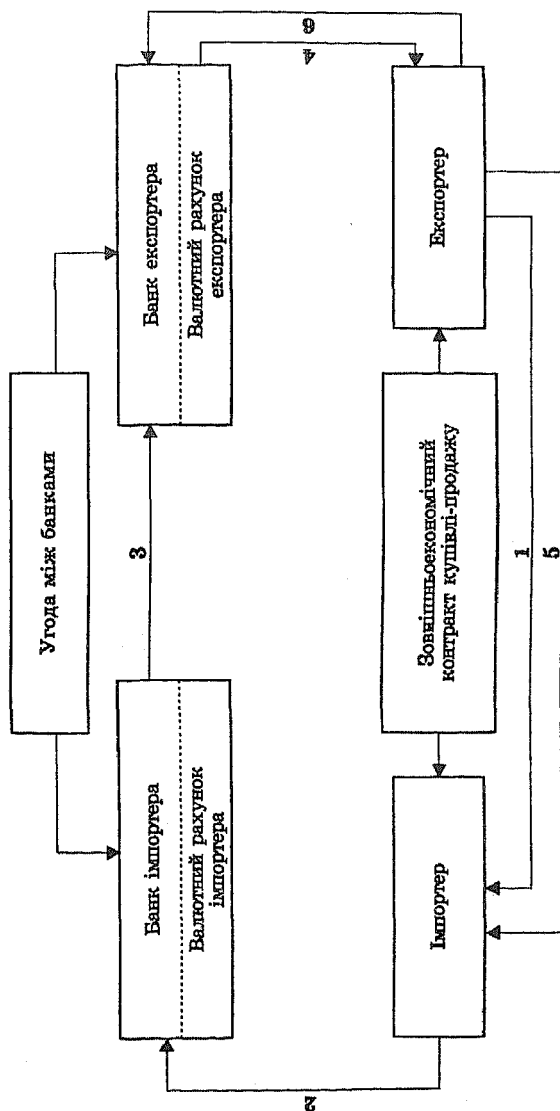 Угода між банками
Банк імпортера
Валютний рахунок
імпортера
3
Банк експортера
Валютний рахунок
експортера
2
4
6
Імпортер
Зовнішньоекономічний
контракт купівлі-продажу
Експортер
1
5